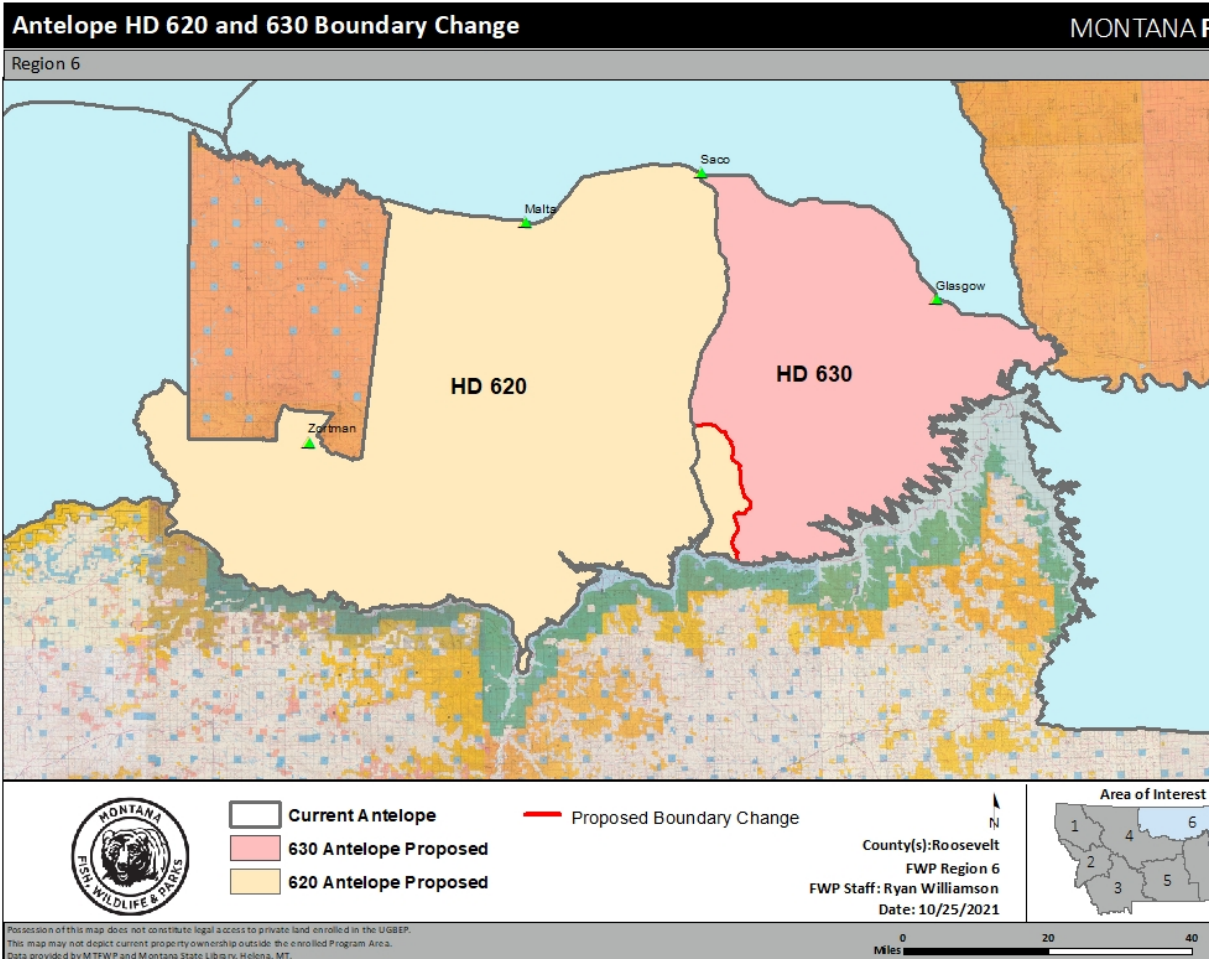 Antelope HD 620 and 630 Boundary Change
MONTANA F
Region 6
Saco
Malta
Glasgow
HD 620
HD 630
Zortman
MONTANA
FISH, WILDLIFE & PARKS
Current Antelope
630 Antelope Proposed
620 Antelope Proposed
Proposed Boundary Change
N
County(s):Roosevelt
FWP Region 6
FWP Staff: Ryan Williamson
Date: 10/25/2021
Area of Interest
1
4
6
2
3
5
Possession of this map does not constitute legal access to private land enrolled in the UGBEP.
This map may not depict current property ownership outside the enrolled Program Area.
Data provided by MTFWP and Montana State Library, Helena, MT.
Miles
0 20 40